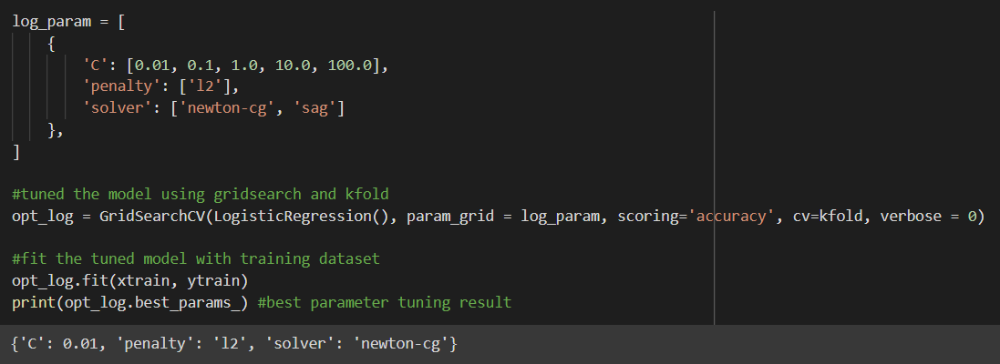 log_param = [
    {
        'C': [0.01, 0.1, 1.0, 10.0, 100.0],
        'penalty': ['l2'],
        'solver': ['newton-cg', 'sag']
    },
]
#tuned the model using gridsearch and kfold
opt_log = GridSearchCV(LogisticRegression(), param_grid = log_param, scoring='accuracy', cv=kfold, verbose = 0)
#fit the tuned model with training dataset
opt_log.fit(xtrain, ytrain)
print(opt_log.best_params_) #best parameter tuning result
{'C': 0.01, 'penalty': 'l2', 'solver': 'newton-cg'}